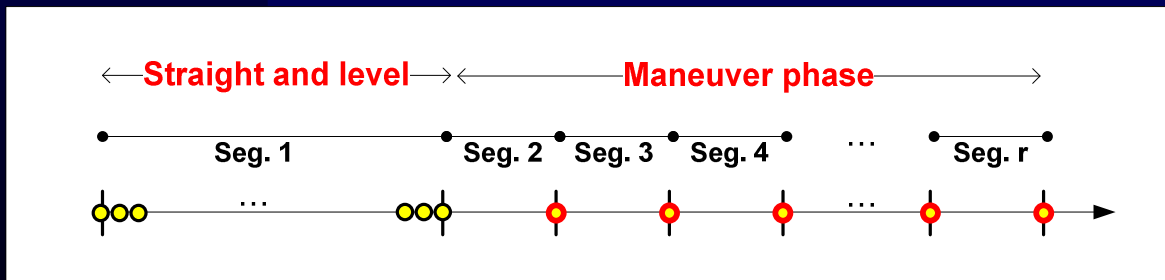 Straight and level Maneuver phase
Seg. 1 Seg. 2 Seg. 3 Seg. 4 ... Seg. r
... ...